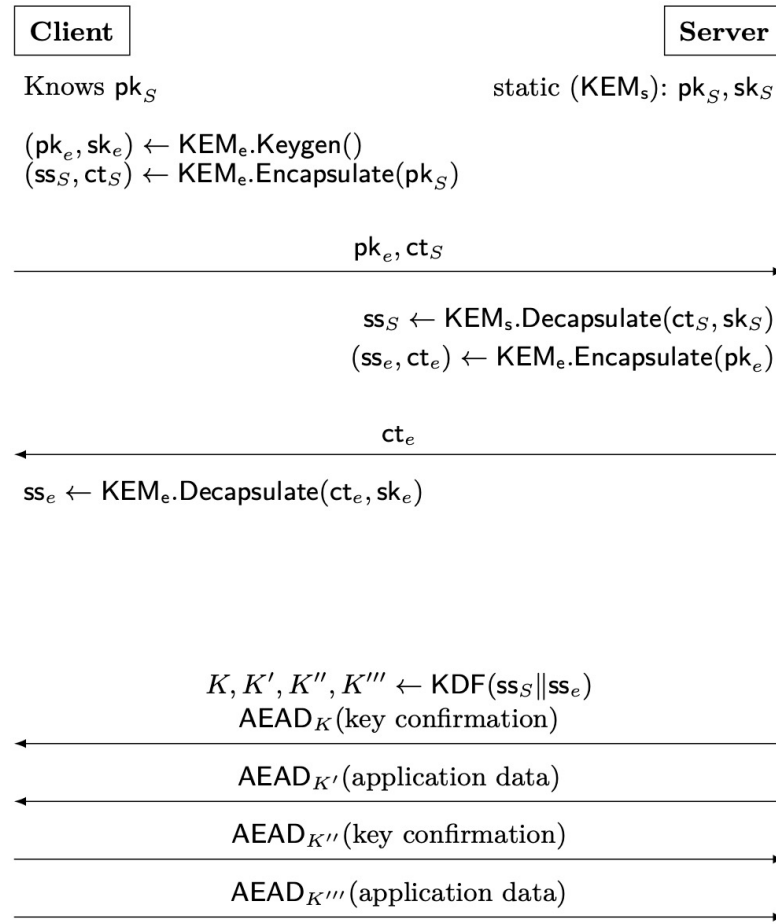 Client
Server
Knows pk_S
static (KEM_s): pk_S, sk_S
(pk_e, sk_e) ← KEM_e.Keygen()
(ss_S, ct_S) ← KEM_e.Encapsulate(pk_S)
pk_e, ct_S
ss_S ← KEM_s.Decapsulate(ct_S, sk_S)
(ss_e, ct_e) ← KEM_e.Encapsulate(pk_e)
ct_e
ss_e ← KEM_e.Decapsulate(ct_e, sk_e)
K, K′, K″, K‴ ← KDF(ss_S‖ss_e)
AEAD_K(key confirmation)
AEAD_K′(application data)
AEAD_K″(key confirmation)
AEAD_K‴(application data)